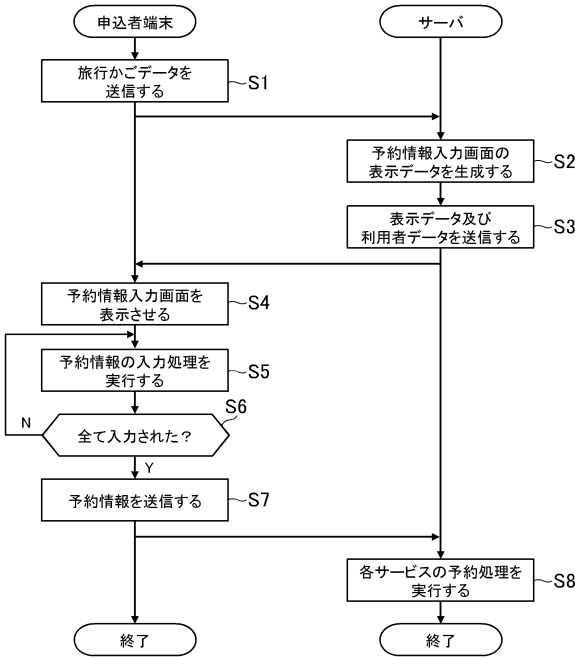 申込者端末
サーバ
旅行かごデータを
送信する
S1
予約情報入力画面の
表示データを生成する
S2
表示データ及び
利用者データを送信する
S3
予約情報入力画面を
表示させる
S4
予約情報の入力処理を
実行する
S5
全て入力された？
S6
N
Y
予約情報を送信する
S7
各サービスの予約処理を
実行する
S8
終了
終了